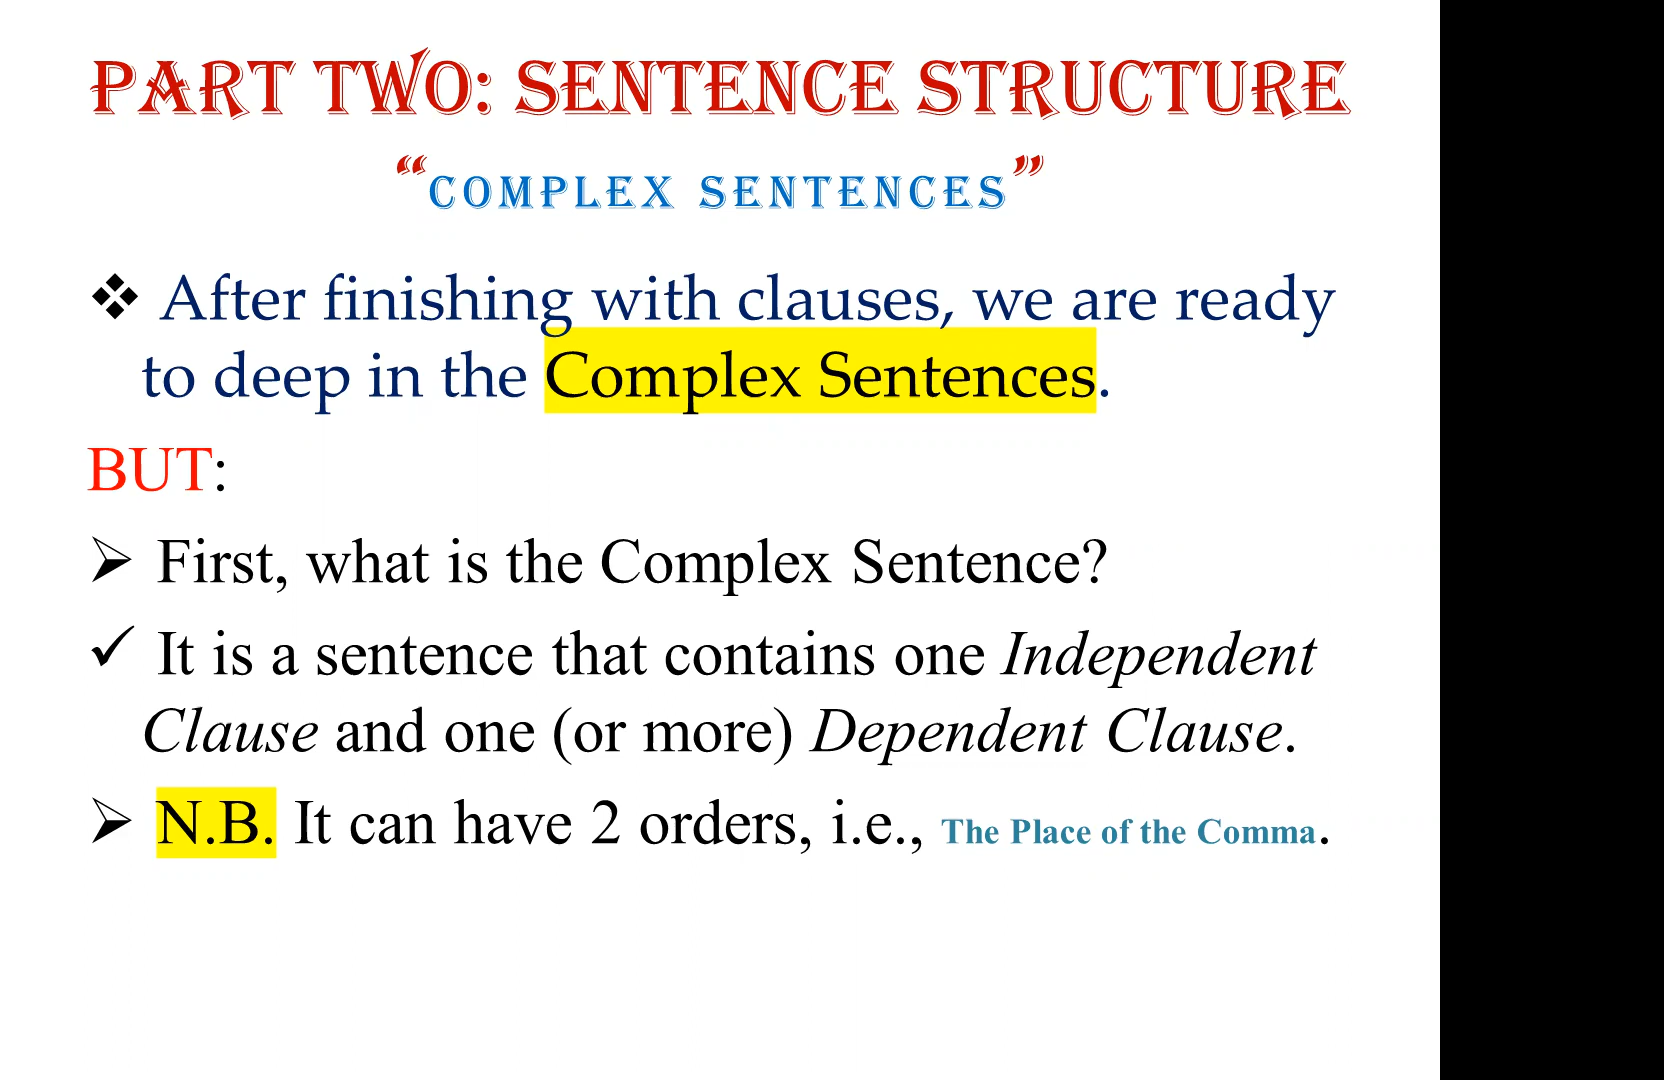 PART TWO: SENTENCE STRUCTURE
“COMPLEX SENTENCES”
❖ After finishing with clauses, we are ready
to deep in the Complex Sentences.
BUT:
➢ First, what is the Complex Sentence?
✓ It is a sentence that contains one Independent
Clause and one (or more) Dependent Clause.
➢ N.B. It can have 2 orders, i.e., The Place of the Comma.